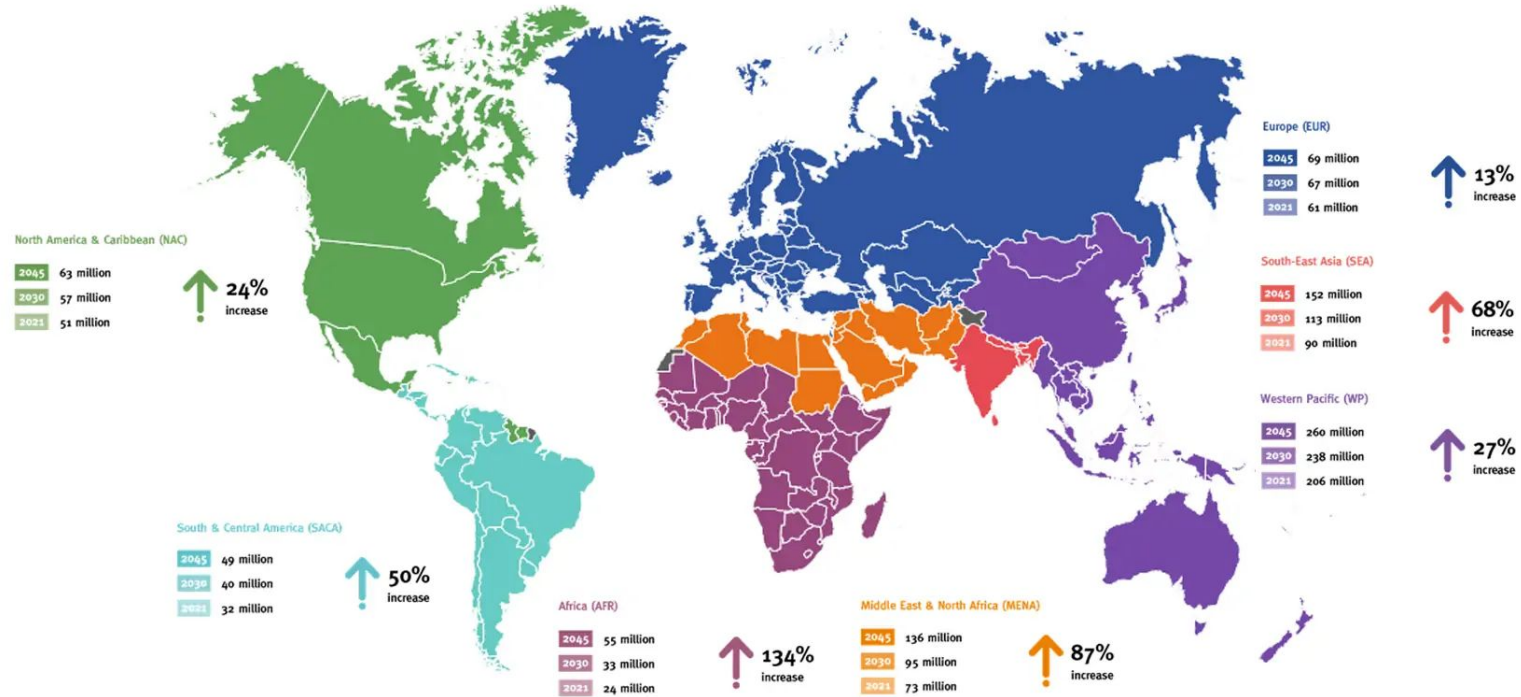 North America & Caribbean (NAC)
2045 63 million
2030 57 million
2021 51 million
24%
increase
South & Central America (SACA)
2045 49 million
2030 40 million
2021 32 million
50%
increase
Africa (AFR)
2045 55 million
2030 33 million
2021 24 million
134%
increase
Middle East & North Africa (MENA)
2045 136 million
2030 95 million
2021 73 million
87%
increase
Europe (EUR)
2045 69 million
2030 67 million
2021 61 million
13%
increase
South-East Asia (SEA)
2045 152 million
2030 113 million
2021 90 million
68%
increase
Western Pacific (WP)
2045 260 million
2030 238 million
2021 206 million
27%
increase